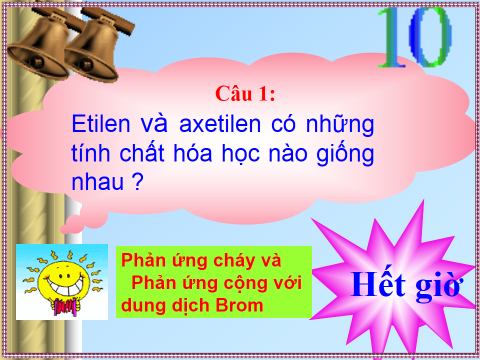 10
Câu 1:
Etilen và axetilen có những
tính chất hóa học nào giống
nhau ?
Phản ứng cháy và
Phản ứng cộng với
dung dịch Brom
Hết giờ